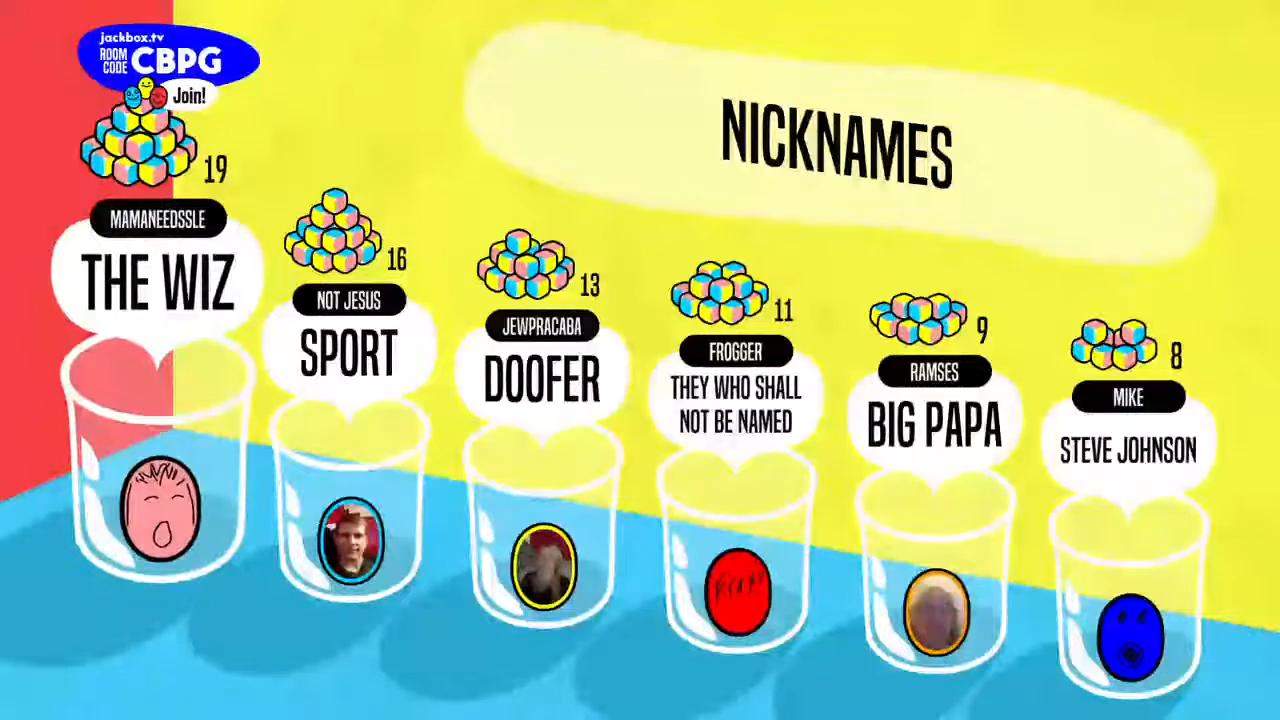 jackbox.tv
ROOM
CODE
CBPG
Join!
NICKNAMES
19
MAMANEEDSSLE
THE WIZ
16
NOT JESUS
SPORT
13
JEWPRACABA
DOOFER
11
FROGGER
THEY WHO SHALL
NOT BE NAMED
9
RAMSES
BIG PAPA
8
MIKE
STEVE JOHNSON